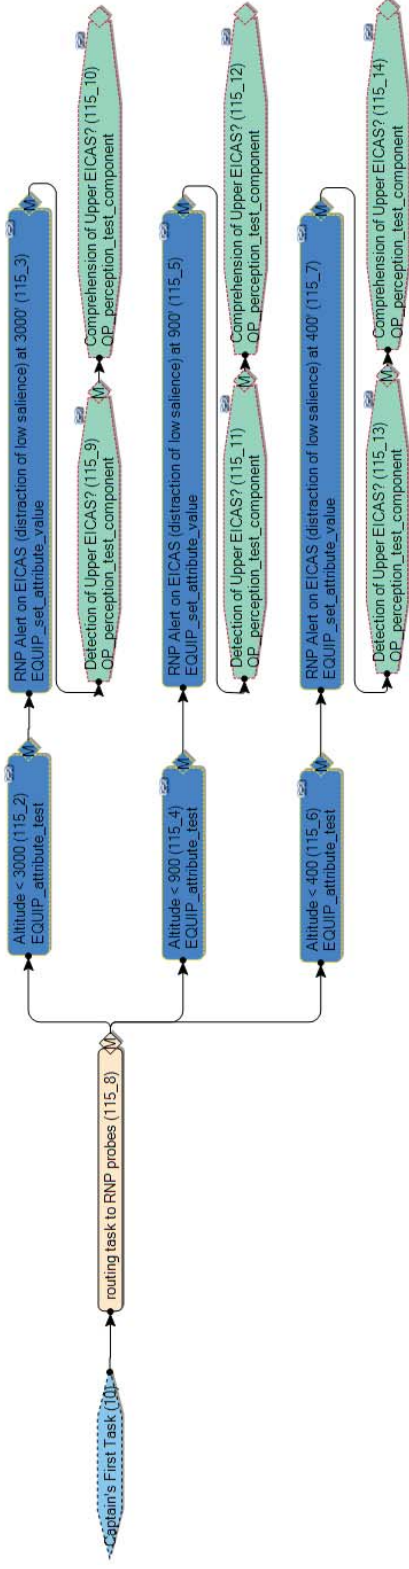 Captain's First Task (10)
routing task to RNP probes (115_8)
M
Altitude < 3000 (115_2)
EQUIP_attribute_test
M
RNP Alert on EICAS (distraction of low salience) at 3000' (115_3)
EQUIP_set_attribute_value
M
Detection of Upper EICAS? (115_9)
OP_perception_test_component
M
Comprehension of Upper EICAS? (115_10)
OP_perception_test_component
Altitude < 900 (115_4)
EQUIP_attribute_test
M
RNP Alert on EICAS (distraction of low salience) at 900' (115_5)
EQUIP_set_attribute_value
M
Detection of Upper EICAS? (115_11)
OP_perception_test_component
M
Comprehension of Upper EICAS? (115_12)
OP_perception_test_component
Altitude < 400 (115_6)
EQUIP_attribute_test
M
RNP Alert on EICAS (distraction of low salience) at 400' (115_7)
EQUIP_set_attribute_value
M
Detection of Upper EICAS? (115_13)
OP_perception_test_component
M
Comprehension of Upper EICAS? (115_14)
OP_perception_test_component